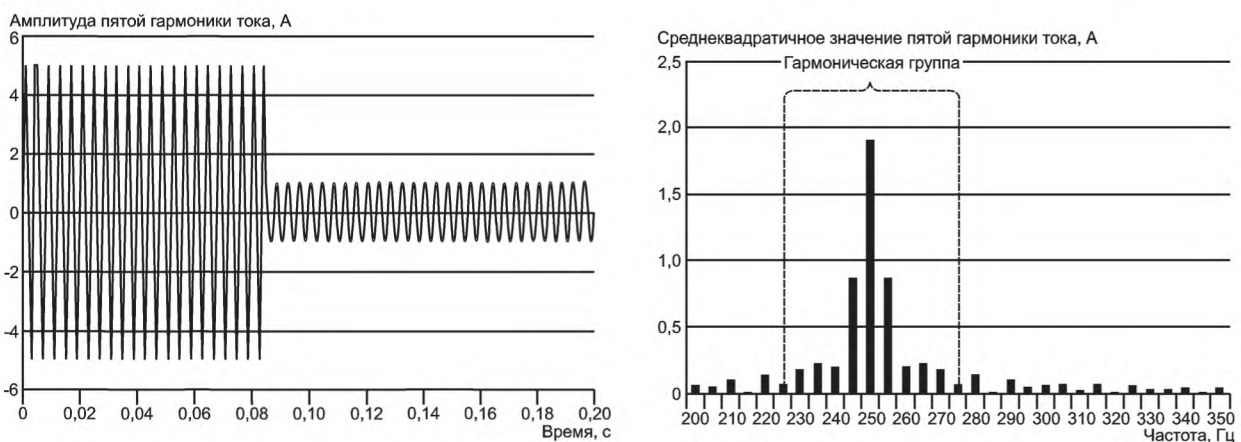 Амплитуда пятой гармоники тока, А
6
4
2
0
-2
-4
-6
0 0,02 0,04 0,06 0,08 0,10 0,12 0,14 0,16 0,18 0,20
Время, с
Среднеквадратичное значение пятой гармоники тока, А
2,5
Гармоническая группа
2,0
1,5
1,0
0,5
0
200 210 220 230 240 250 260 270 280 290 300 310 320 330 340 350
Частота, Гц